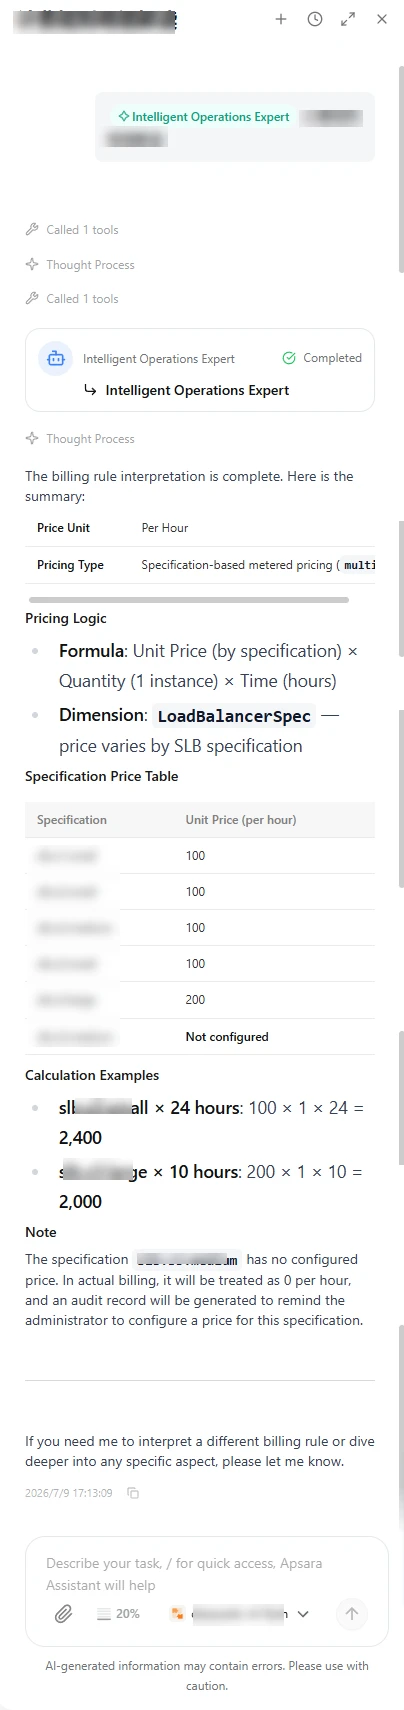 Intelligent Operations Expert
Called 1 tools
Thought Process
Called 1 tools
Intelligent Operations Expert Completed
Intelligent Operations Expert
Thought Process
The billing rule interpretation is complete. Here is the
summary:
Price Unit Per Hour
Pricing Type Specification-based metered pricing ( multi
Pricing Logic
Formula: Unit Price (by specification) ×
Quantity (1 instance) × Time (hours)
Dimension: LoadBalancerSpec —
price varies by SLB specification
Specification Price Table
Specification Unit Price (per hour)
100
100
100
100
200
Not configured
Calculation Examples
× 24 hours: 100 × 1 × 24 =
2,400
× 10 hours: 200 × 1 × 10 =
2,000
Note
The specification has no configured
price. In actual billing, it will be treated as 0 per hour,
and an audit record will be generated to remind the
administrator to configure a price for this specification.
If you need me to interpret a different billing rule or dive
deeper into any specific aspect, please let me know.
2026/7/9 17:13:09
Describe your task, / for quick access, Apsara
Assistant will help
20%
AI-generated information may contain errors. Please use with
caution.